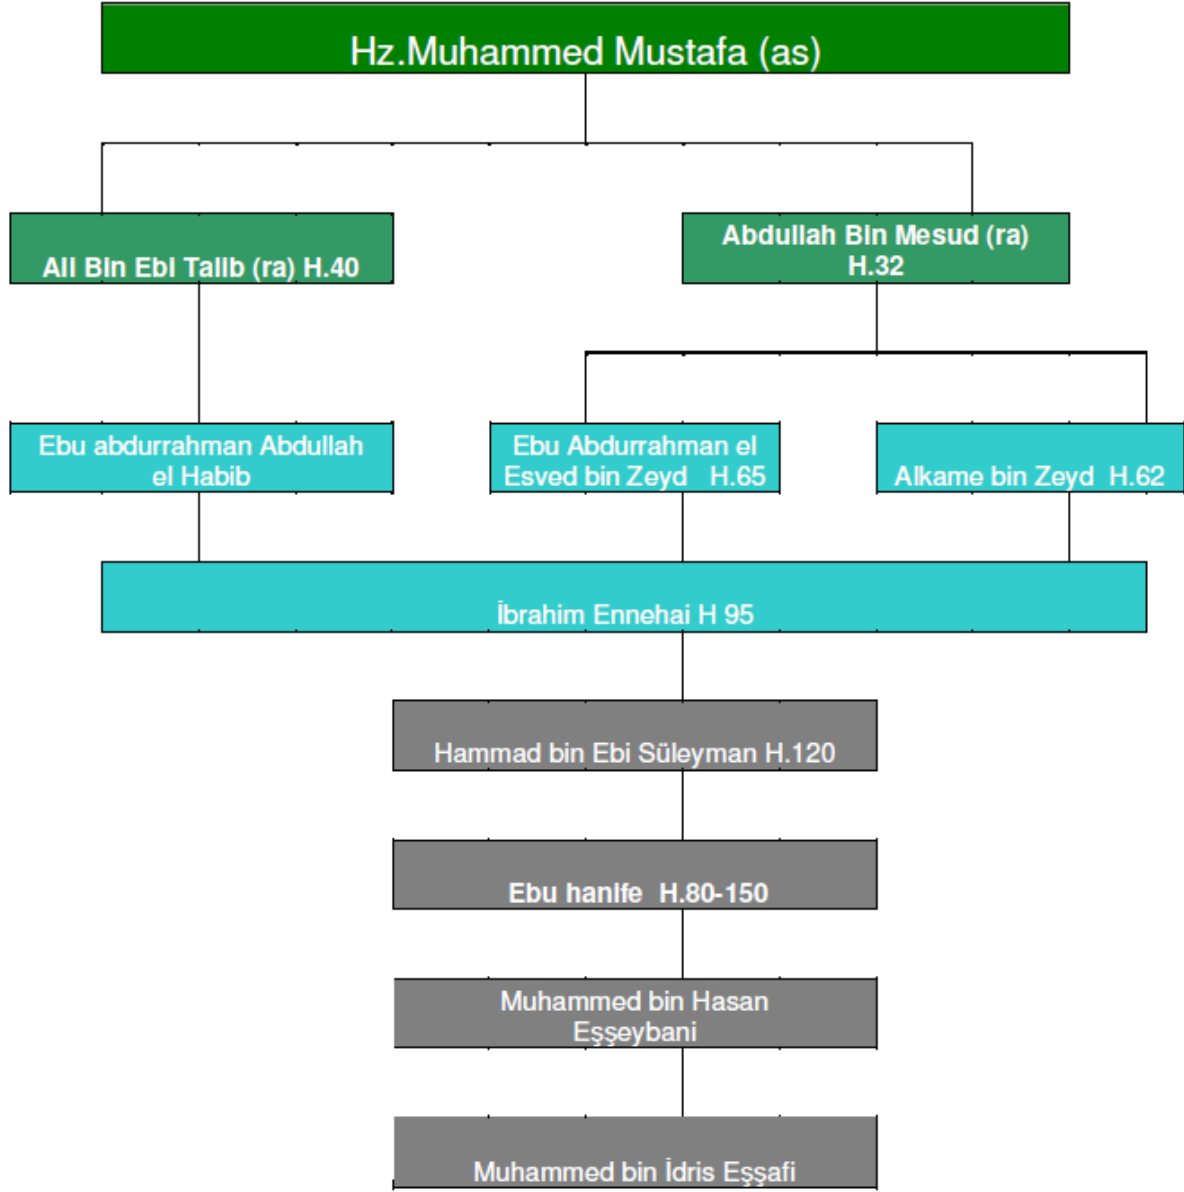 Hz.Muhammed Mustafa (as)
Ali Bin Ebi Talib (ra) H.40
Abdullah Bin Mesud (ra)
H.32
Ebu abdurrahman Abdullah
el Habib
Ebu Abdurrahman el
Esved bin Zeyd H.65
Alkame bin Zeyd H.62
İbrahim Ennehai H 95
Hammad bin Ebi Süleyman H.120
Ebu hanife H.80-150
Muhammed bin Hasan
Eşşeybani
Muhammed bin İdris Eşşafi